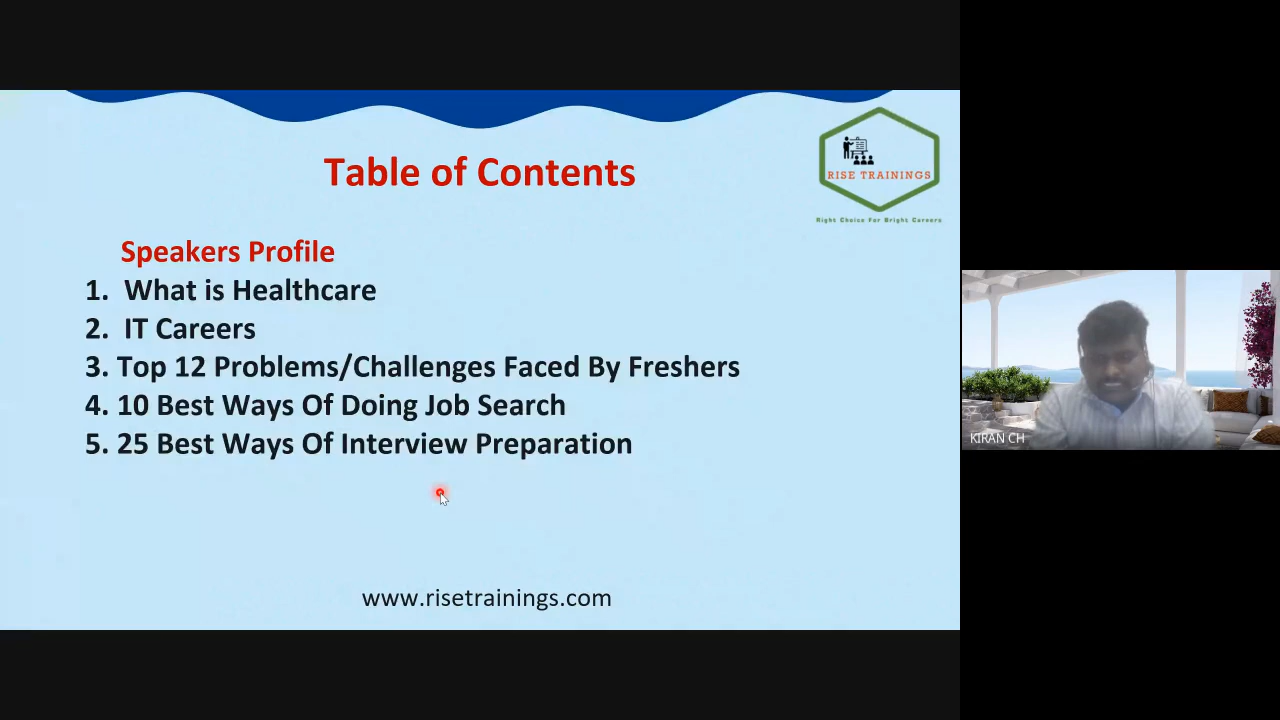 Table of Contents
RISE TRAININGS
Right Choice For Bright Careers
Speakers Profile
1. What is Healthcare
2. IT Careers
3. Top 12 Problems/Challenges Faced By Freshers
4. 10 Best Ways Of Doing Job Search
5. 25 Best Ways Of Interview Preparation
KIRAN CH
www.risetrainings.com